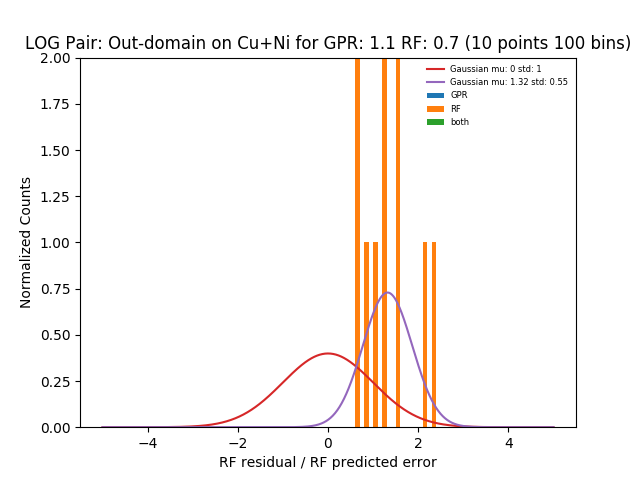 LOG Pair: Out-domain on Cu+Ni for GPR: 1.1 RF: 0.7 (10 points 100 bins)
2.00
1.75
1.50
1.25
1.00
0.75
0.50
0.25
0.00
Normalized Counts
Gaussian mu: 0 std: 1
Gaussian mu: 1.32 std: 0.55
GPR
RF
both
−4
−2
0
2
4
RF residual / RF predicted error